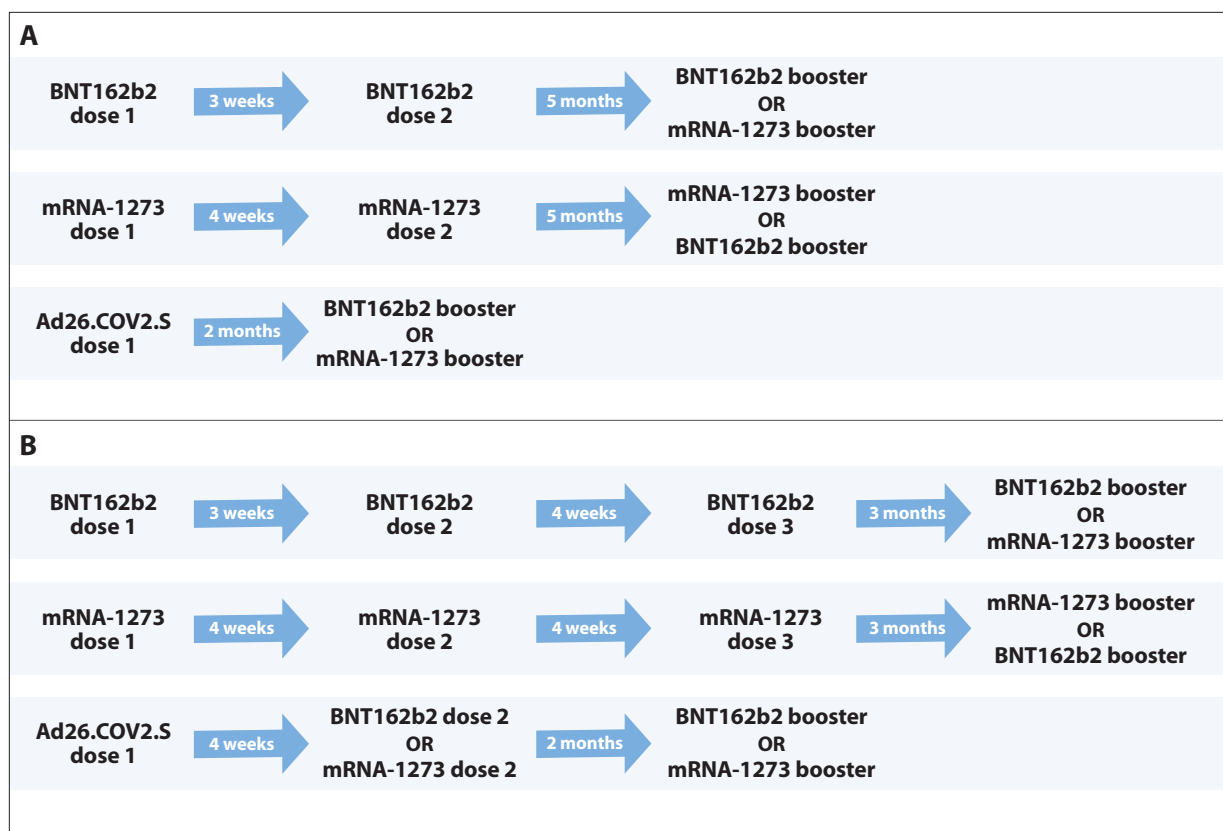 A
BNT162b2
dose 1
3 weeks
BNT162b2
dose 2
5 months
BNT162b2 booster
OR
mRNA-1273 booster
mRNA-1273
dose 1
4 weeks
mRNA-1273
dose 2
5 months
mRNA-1273 booster
OR
BNT162b2 booster
Ad26.COV2.S
dose 1
2 months
BNT162b2 booster
OR
mRNA-1273 booster
B
BNT162b2
dose 1
3 weeks
BNT162b2
dose 2
4 weeks
BNT162b2
dose 3
3 months
BNT162b2 booster
OR
mRNA-1273 booster
mRNA-1273
dose 1
4 weeks
mRNA-1273
dose 2
4 weeks
mRNA-1273
dose 3
3 months
mRNA-1273 booster
OR
BNT162b2 booster
Ad26.COV2.S
dose 1
4 weeks
BNT162b2 dose 2
OR
mRNA-1273 dose 2
2 months
BNT162b2 booster
OR
mRNA-1273 booster